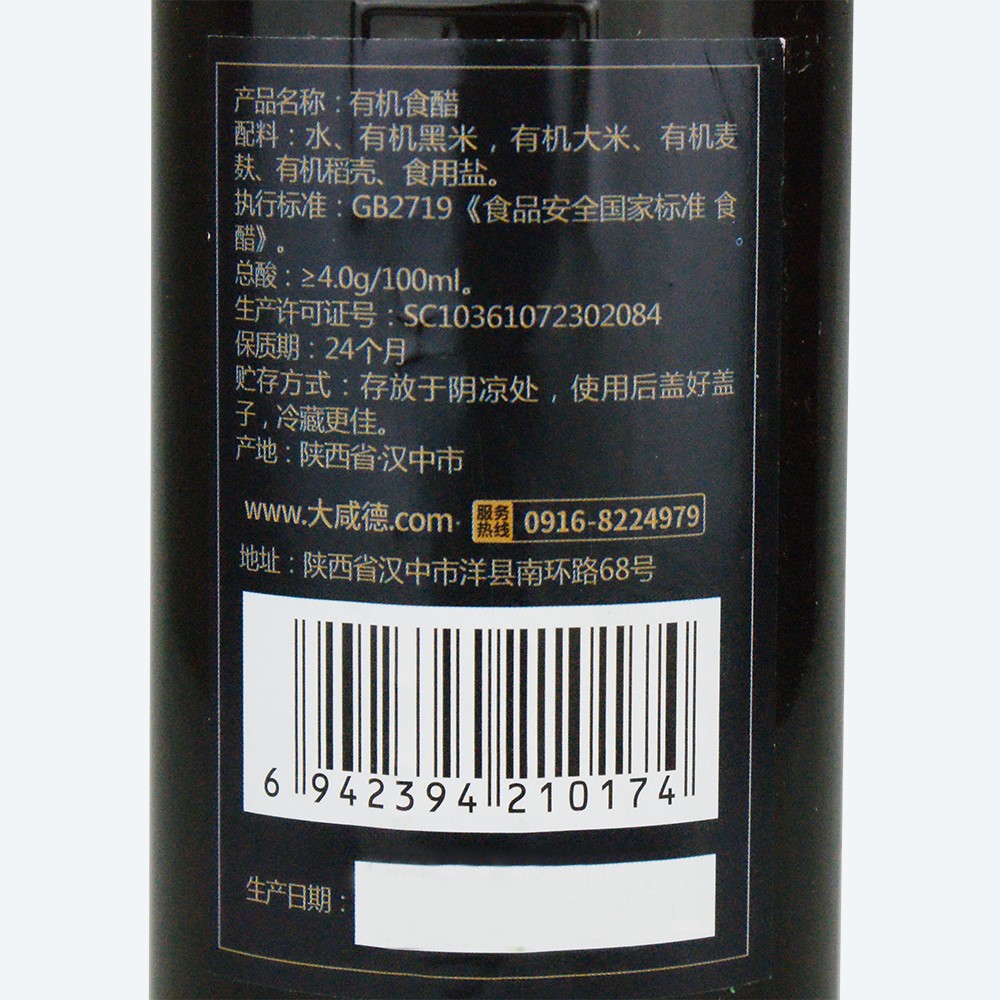 产品名称：有机食醋
配料：水、有机黑米，有机大米、有机麦
麸、有机稻壳、食用盐。
执行标准：GB2719《食品安全国家标准 食
醋》。
总酸：≥4.0g/100ml。
生产许可证号：SC10361072302084
保质期：24个月
贮存方式：存放于阴凉处，使用后盖好盖
子，冷藏更佳。
产地：陕西省·汉中市
www.大咸德.com 服务热线 0916-8224979
地址：陕西省汉中市洋县南环路68号
6 942394 210174
生产日期：